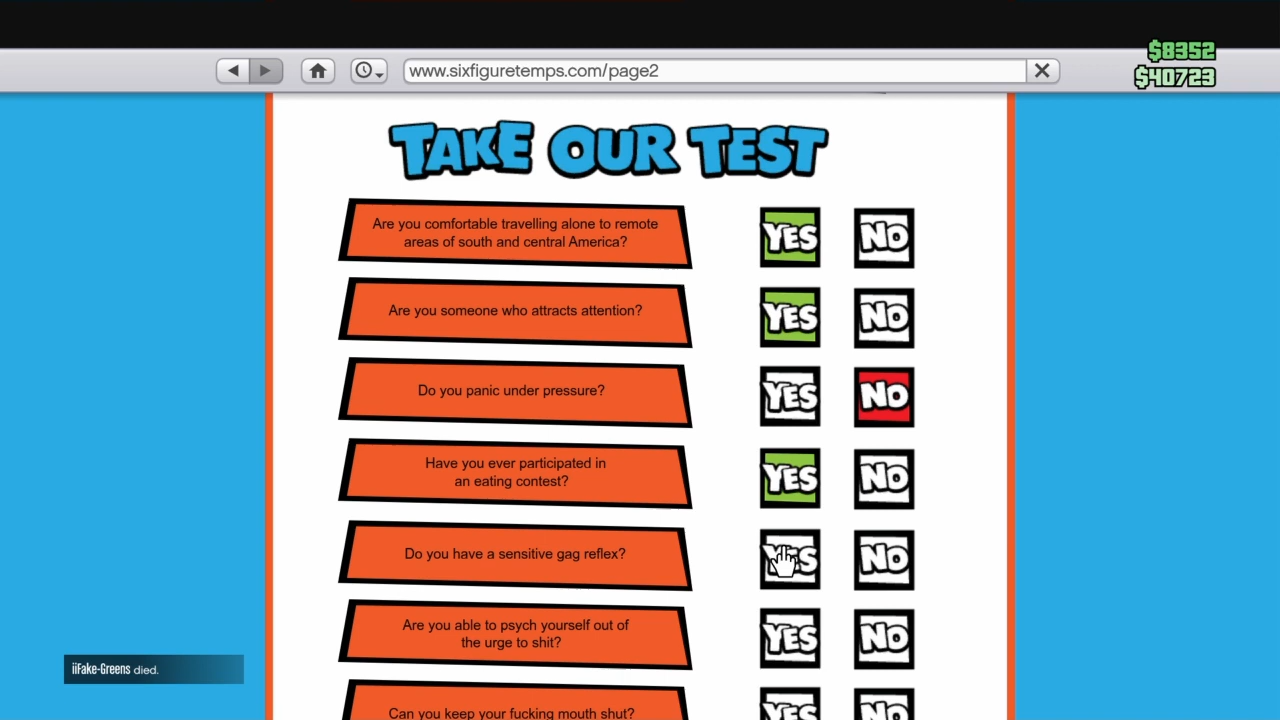 $8352
www.sixfiguretemps.com/page2
$40723
TAKE OUR TEST
Are you comfortable travelling alone to remote
areas of south and central America?
YES NO
Are you someone who attracts attention?
YES NO
Do you panic under pressure?
YES NO
Have you ever participated in
an eating contest?
YES NO
Do you have a sensitive gag reflex?
YES NO
Are you able to psych yourself out of
the urge to shit?
YES NO
iiFake-Greens died.
Can you keep your fucking mouth shut?
YES NO